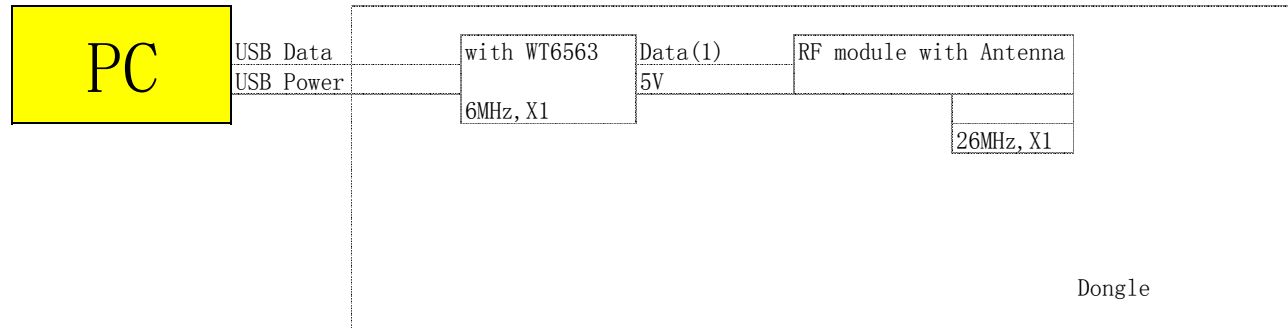 PC
USB Data
USB Power
with WT6563
6MHz,X1
Data(1)
5V
RF module with Antenna
26MHz,X1
Dongle